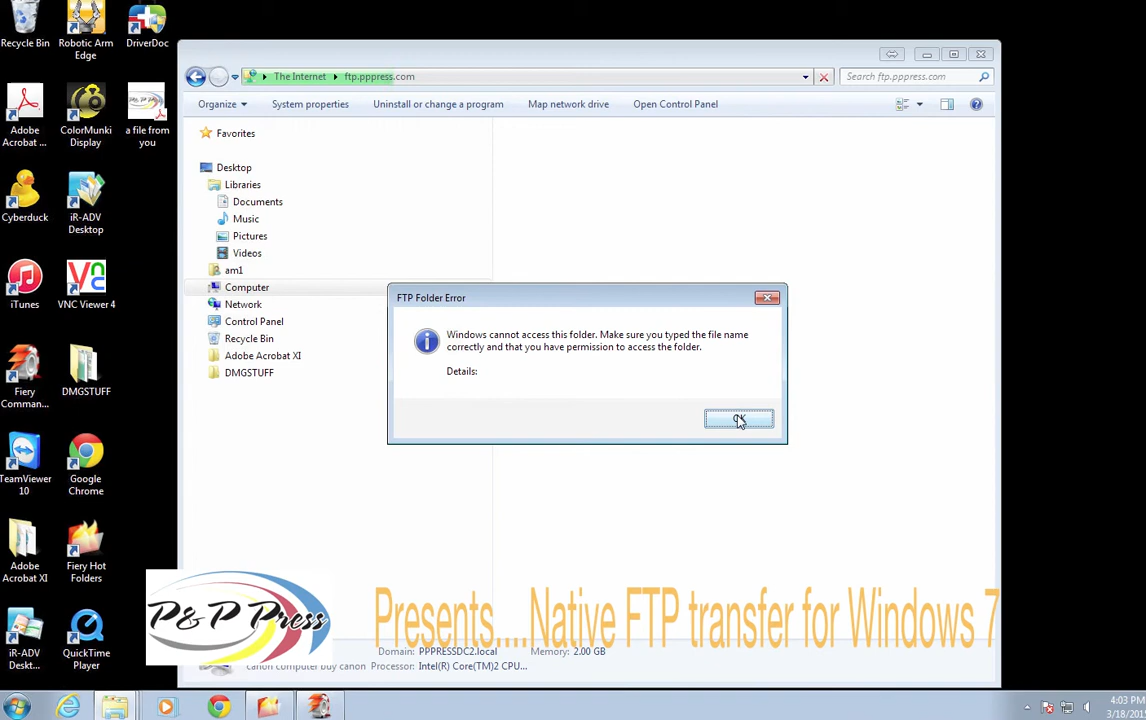 Recycle Bin
Robotic Arm Edge
DriverDoc
Adobe Acrobat ...
ColorMunki Display
a file from you
Cyberduck
iR-ADV Desktop
iTunes
VNC Viewer 4
Fiery Comman...
DMGSTUFF
TeamViewer 10
Google Chrome
Adobe Acrobat XI
Fiery Hot Folders
iR-ADV Deskt...
QuickTime Player
The Internet
ftp.pppress.com
Search ftp.pppress.com
Organize
System properties
Uninstall or change a program
Map network drive
Open Control Panel
Favorites
Desktop
Libraries
Documents
Music
Pictures
Videos
am1
Computer
Network
Control Panel
Recycle Bin
Adobe Acrobat XI
DMGSTUFF
FTP Folder Error
Windows cannot access this folder. Make sure you typed the file name
correctly and that you have permission to access the folder.
Details:
OK
P&P Press
Presents....Native FTP transfer for Windows 7
PPPRESSDC2.local
Memory: 2.00 GB
canon computer buy canon
Processor: Intel(R) Core(TM)2 CPU...
4:03 PM